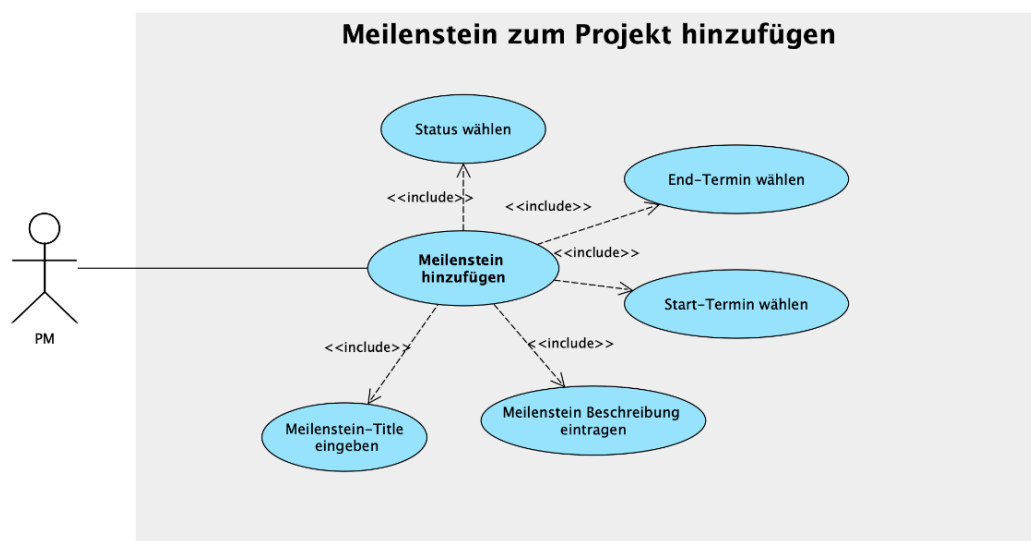 Meilenstein zum Projekt hinzufügen
Status wählen
End-Termin wählen
<<include>>
<<include>>
<<include>>
Meilenstein
hinzufügen
Start-Termin wählen
PM
<<include>>
<<include>>
Meilenstein-Title
eingeben
Meilenstein Beschreibung
eintragen